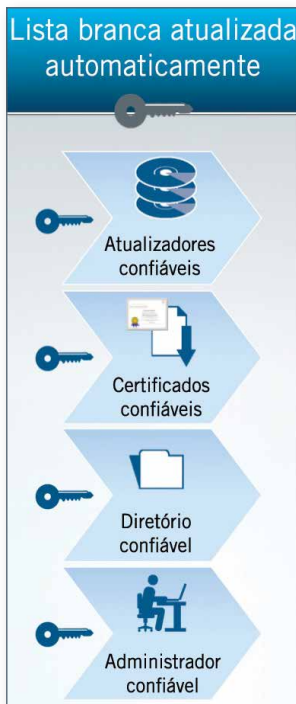 Lista branca atualizada
automaticamente
Atualizadores
confiáveis
Certificados
confiáveis
Diretório
confiável
Administrador
confiável